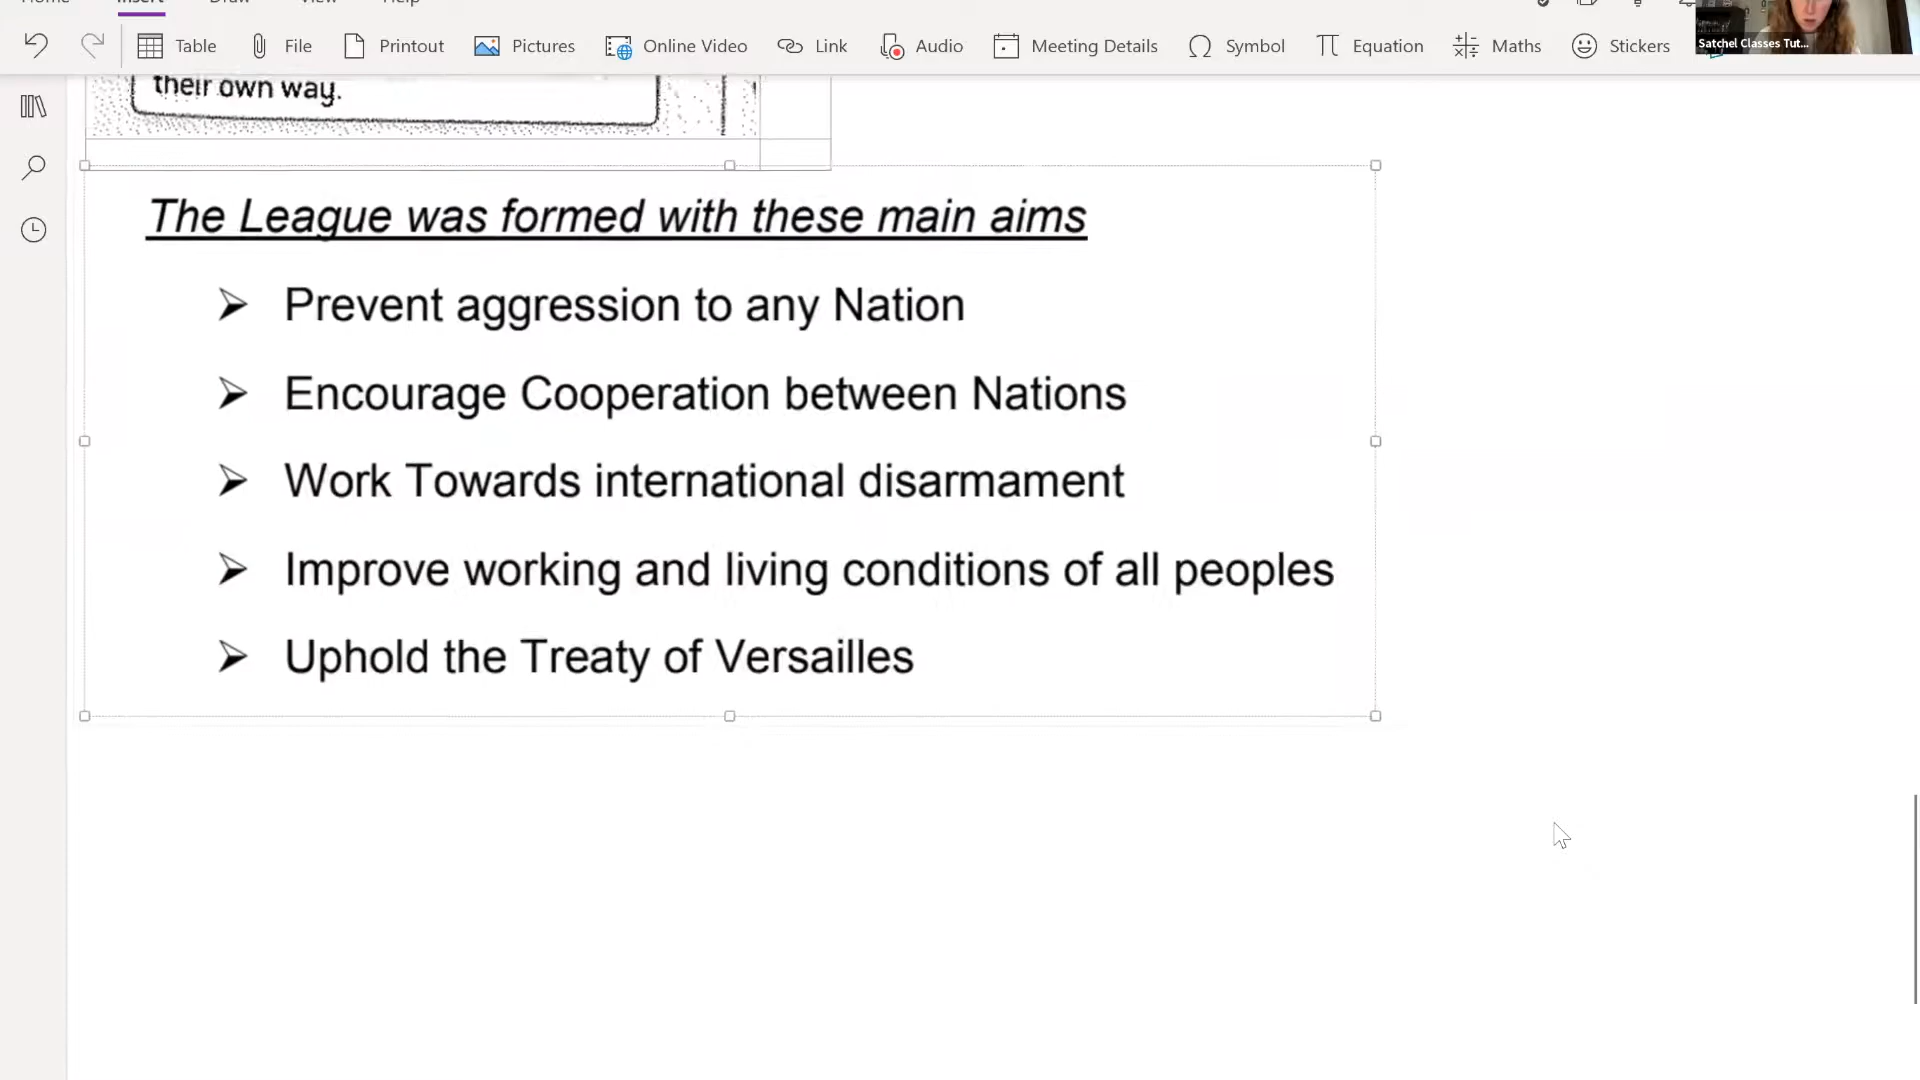 Home Insert Draw View Help
Table File Printout Pictures Online Video Link Audio Meeting Details Symbol Equation Maths Stickers
Satchel Classes Tut...
their own way.
The League was formed with these main aims
Prevent aggression to any Nation
Encourage Cooperation between Nations
Work Towards international disarmament
Improve working and living conditions of all peoples
Uphold the Treaty of Versailles